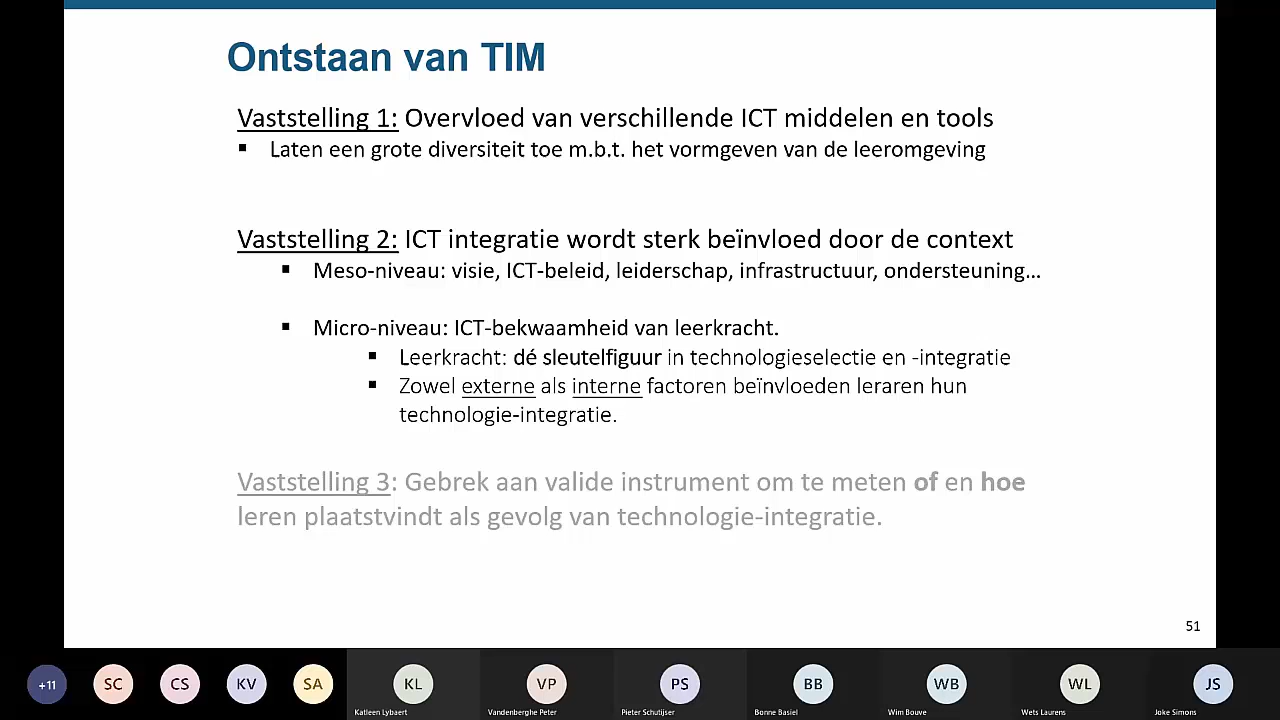 Ontstaan van TIM
Vaststelling 1: Overvloed van verschillende ICT middelen en tools
▪ Laten een grote diversiteit toe m.b.t. het vormgeven van de leeromgeving
Vaststelling 2: ICT integratie wordt sterk beïnvloed door de context
▪ Meso-niveau: visie, ICT-beleid, leiderschap, infrastructuur, ondersteuning…
▪ Micro-niveau: ICT-bekwaamheid van leerkracht.
▪ Leerkracht: dé sleutelfiguur in technologieselectie en -integratie
▪ Zowel externe als interne factoren beïnvloeden leraren hun
technologie-integratie.
Vaststelling 3: Gebrek aan valide instrument om te meten of en hoe
leren plaatstvindt als gevolg van technologie-integratie.
51
+11 SC CS KV SA KL VP PS BB WB WL JS
Katleen Lybaert Vandenberghe Peter Pieter Schutijser Bonne Basiel Wim Bouve Wets Laurens Joke Simons